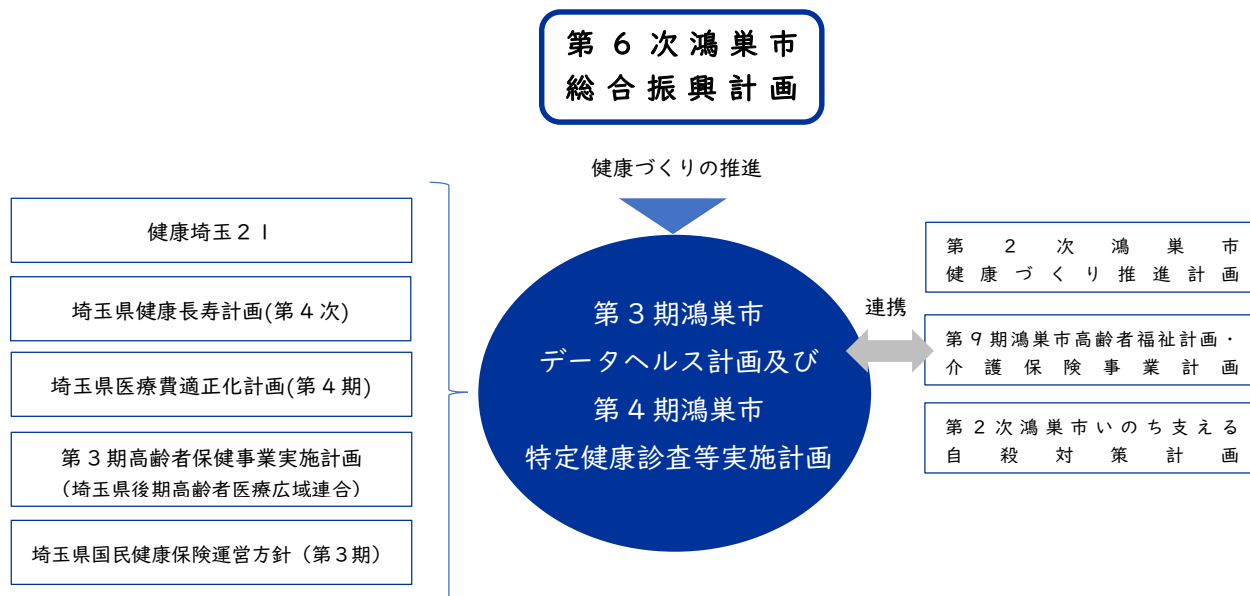 第６次鴻巣市
総合振興計画
健康づくりの推進
健康埼玉２１
埼玉県健康長寿計画(第４次)
埼玉県医療費適正化計画(第４期)
第３期高齢者保健事業実施計画
（埼玉県後期高齢者医療広域連合）
埼玉県国民健康保険運営方針（第３期）
第３期鴻巣市
データヘルス計画及び
第４期鴻巣市
特定健康診査等実施計画
連携
第２次鴻巣市
健康づくり推進計画
第９期鴻巣市高齢者福祉計画・
介護保険事業計画
第２次鴻巣市いのち支える
自殺対策計画